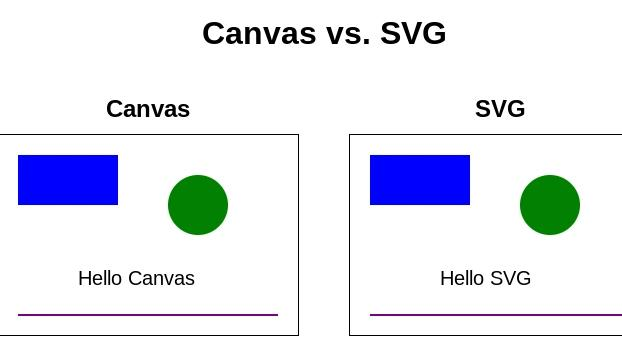 Canvas vs. SVG
Canvas
SVG
Hello Canvas
Hello SVG